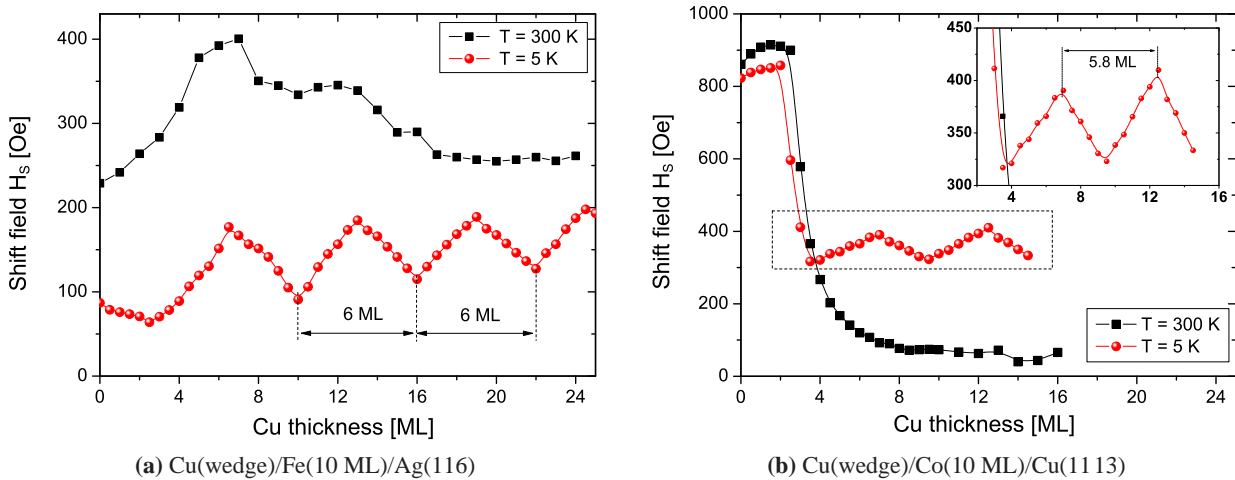 400
300
200
100
0
Shift field H_S [Oe]
T = 300 K
T = 5 K
6 ML
6 ML
0 4 8 12 16 20 24
Cu thickness [ML]
(a) Cu(wedge)/Fe(10 ML)/Ag(116)
1000
800
600
400
200
0
Shift field H_S [Oe]
450
400
350
300
5.8 ML
4 8 12 16
T = 300 K
T = 5 K
0 4 8 12 16 20 24
Cu thickness [ML]
(b) Cu(wedge)/Co(10 ML)/Cu(11 13)